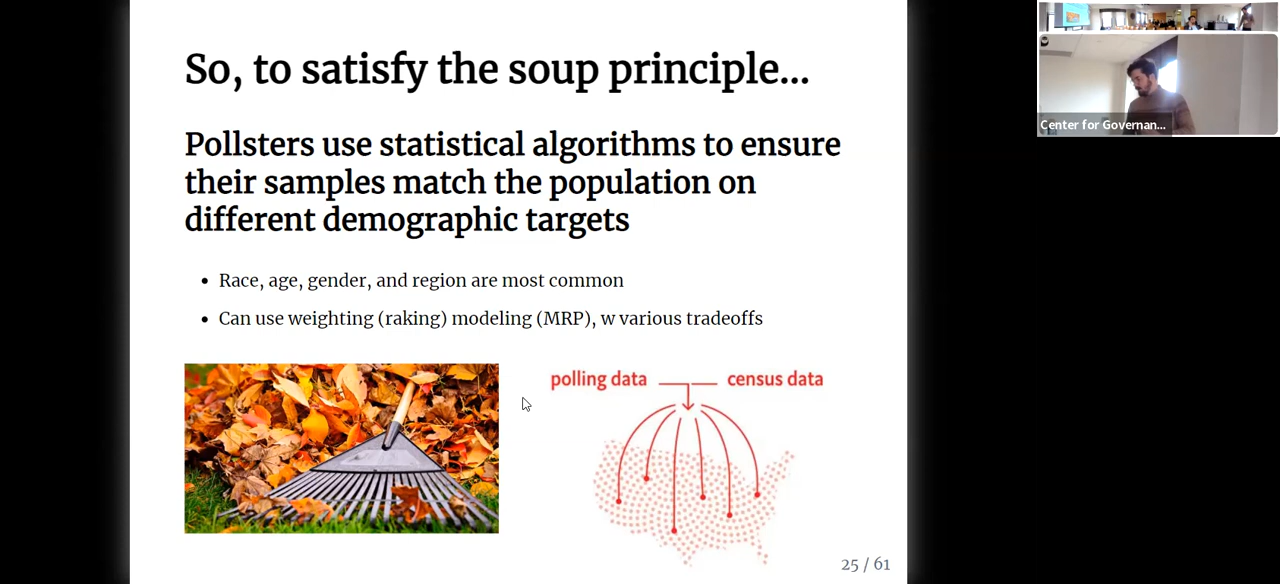 So, to satisfy the soup principle...
Pollsters use statistical algorithms to ensure
their samples match the population on
different demographic targets
• Race, age, gender, and region are most common
• Can use weighting (raking) modeling (MRP), w various tradeoffs
polling data
census data
25 / 61
Center for Governan...